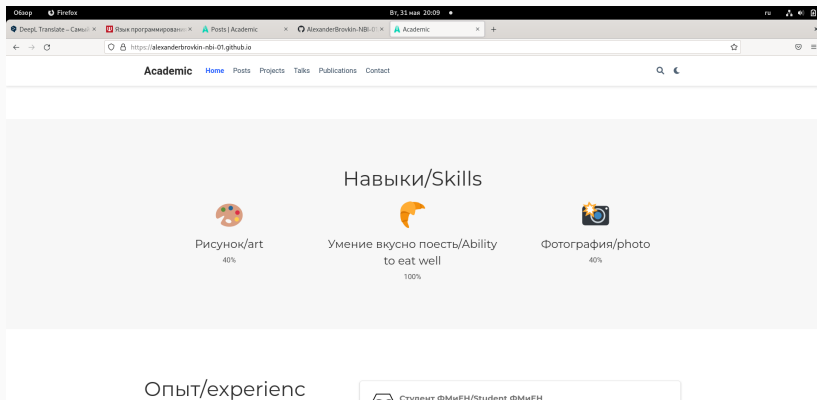 Обзор Firefox Вт, 31 мая 20:09 ru
DeepL Translate – Самый Язык программирования Posts | Academic AlexanderBrovkin-NBI-01 Academic
https://alexanderbrovkin-nbi-01.github.io
Academic Home Posts Projects Talks Publications Contact
Навыки/Skills
Рисунок/art Умение вкусно поесть/Ability Фотография/photo
to eat well
40% 40%
100%
Опыт/experienc
Студент ФМиЕН/Student ФМиЕН